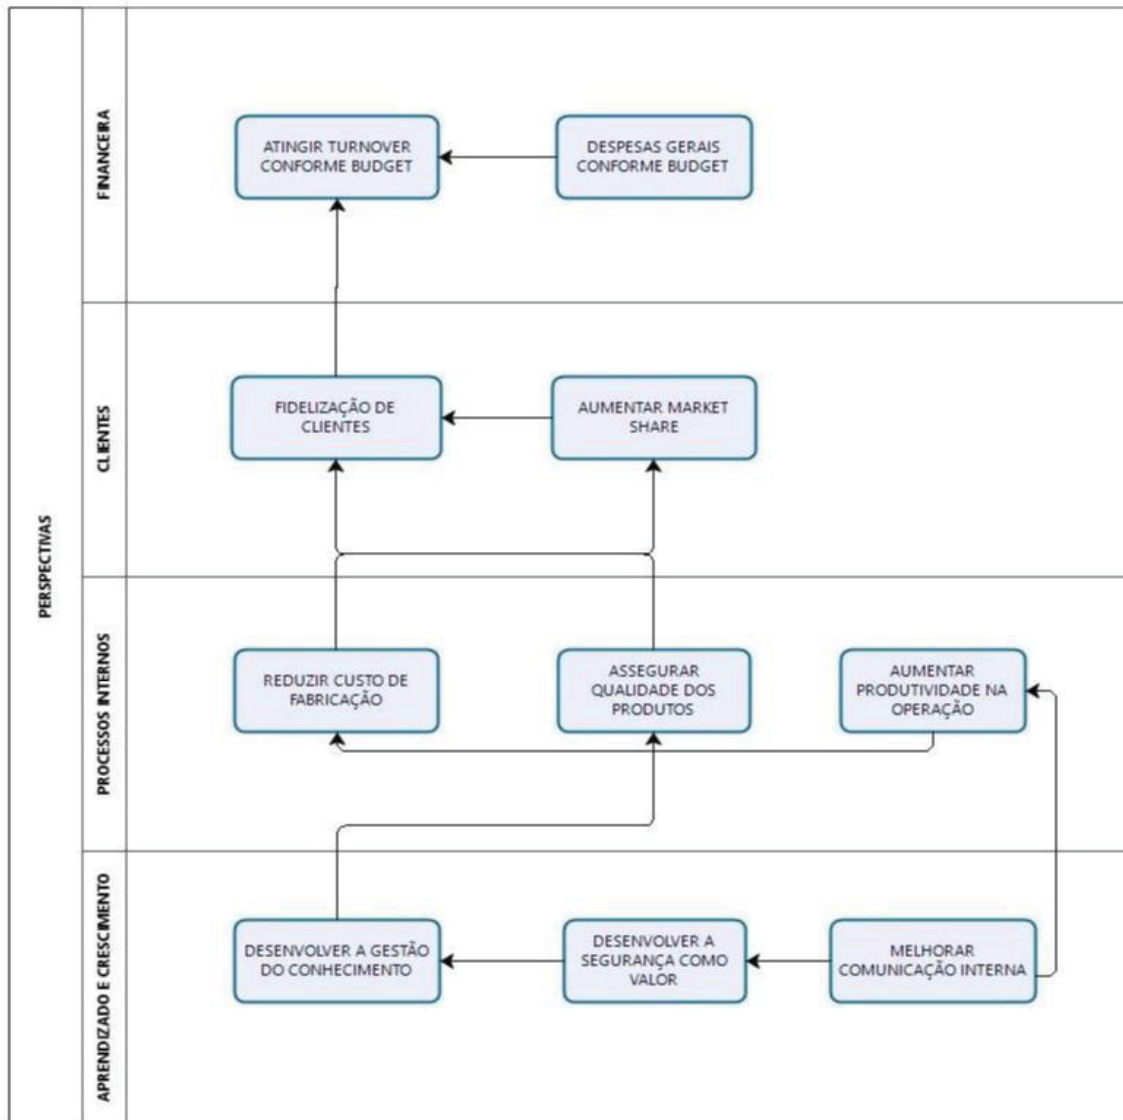 PERSPECTIVAS
FINANCEIRA
ATINGIR TURNOVER
CONFORME BUDGET
DESPESAS GERAIS
CONFORME BUDGET
CLIENTES
FIDELIZAÇÃO DE
CLIENTES
AUMENTAR MARKET
SHARE
PROCESSOS INTERNOS
REDUZIR CUSTO DE
FABRICAÇÃO
ASSEGURAR
QUALIDADE DOS
PRODUTOS
AUMENTAR
PRODUTIVIDADE NA
OPERAÇÃO
APRENDIZADO E CRESCIMENTO
DESENVOLVER A GESTÃO
DO CONHECIMENTO
DESENVOLVER A
SEGURANÇA COMO
VALOR
MELHORAR
COMUNICAÇÃO INTERNA